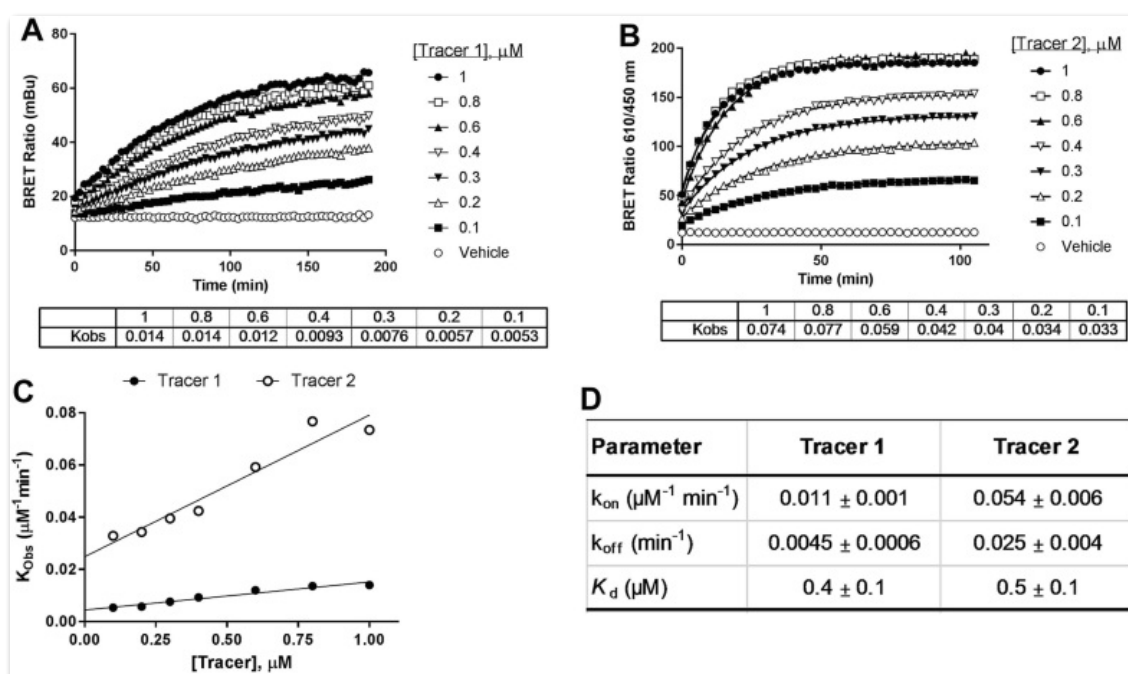 A
BRET Ratio (mBu)
80
60
40
20
0
0 50 100 150 200
Time (min)
[Tracer 1], μM
1
0.8
0.6
0.4
0.3
0.2
0.1
Vehicle
1 0.8 0.6 0.4 0.3 0.2 0.1
Kobs 0.014 0.014 0.012 0.0093 0.0076 0.0057 0.0053
B
BRET Ratio 610/450 nm
200
150
100
50
0
0 50 100
Time (min)
[Tracer 2], μM
1
0.8
0.6
0.4
0.3
0.2
0.1
Vehicle
1 0.8 0.6 0.4 0.3 0.2 0.1
Kobs 0.074 0.077 0.059 0.042 0.04 0.034 0.033
C
Tracer 1 Tracer 2
KObs (μM-1min-1)
0.08
0.06
0.04
0.02
0.00
0.00 0.25 0.50 0.75 1.00
[Tracer], μM
D
Parameter Tracer 1 Tracer 2
kon (μM⁻¹ min⁻¹) 0.011 ± 0.001 0.054 ± 0.006
koff (min⁻¹) 0.0045 ± 0.0006 0.025 ± 0.004
Kd (μM) 0.4 ± 0.1 0.5 ± 0.1